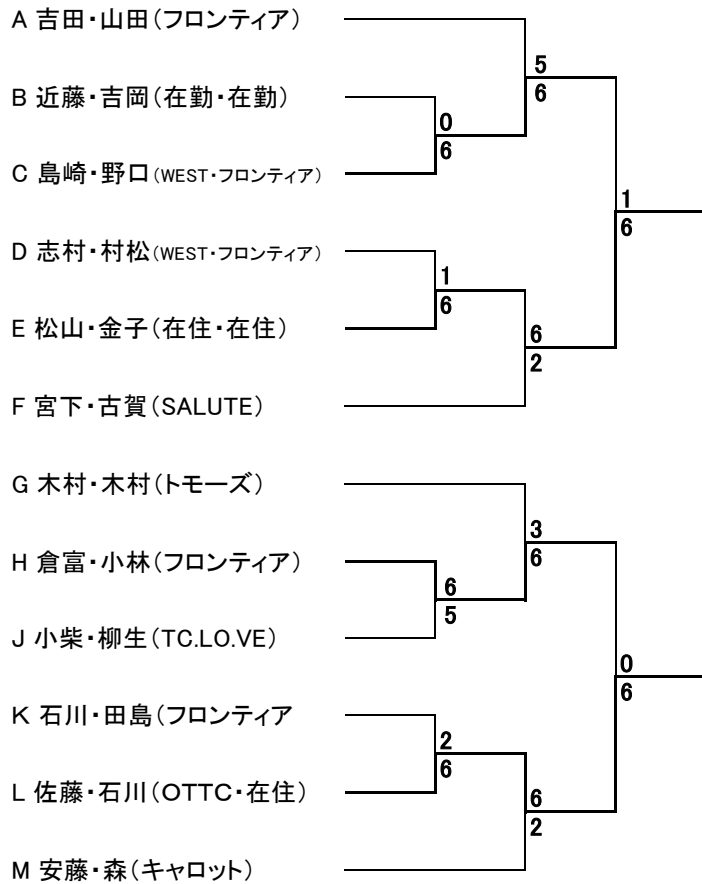 A 吉田・山田(フロンティア)
5
6
B 近藤・吉岡(在勤・在勤)
0
6
C 島崎・野口(WEST・フロンティア)
1
6
D 志村・村松(WEST・フロンティア)
1
6
E 松山・金子(在住・在住)
6
2
F 宮下・古賀(SALUTE)
G 木村・木村(トモーズ)
3
6
H 倉富・小林(フロンティア)
6
5
J 小柴・柳生(TC.LO.VE)
0
6
K 石川・田島(フロンティア
2
6
L 佐藤・石川(OTTC・在住)
6
2
M 安藤・森(キャロット)